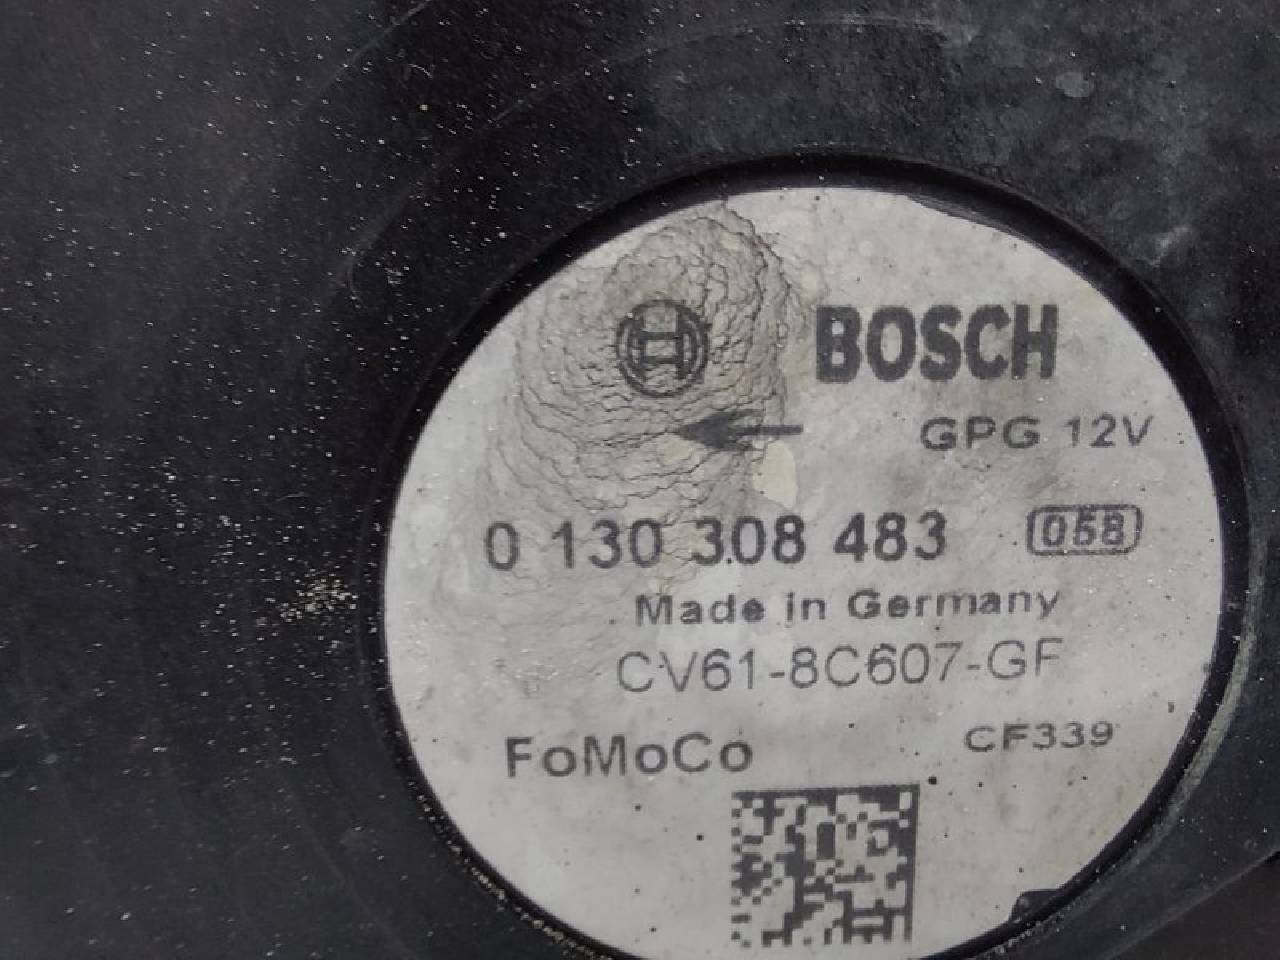 BOSCH
GPG 12V
0 130 308 483 058
Made in Germany
CV61-8C607-GF
FoMoCo CF339